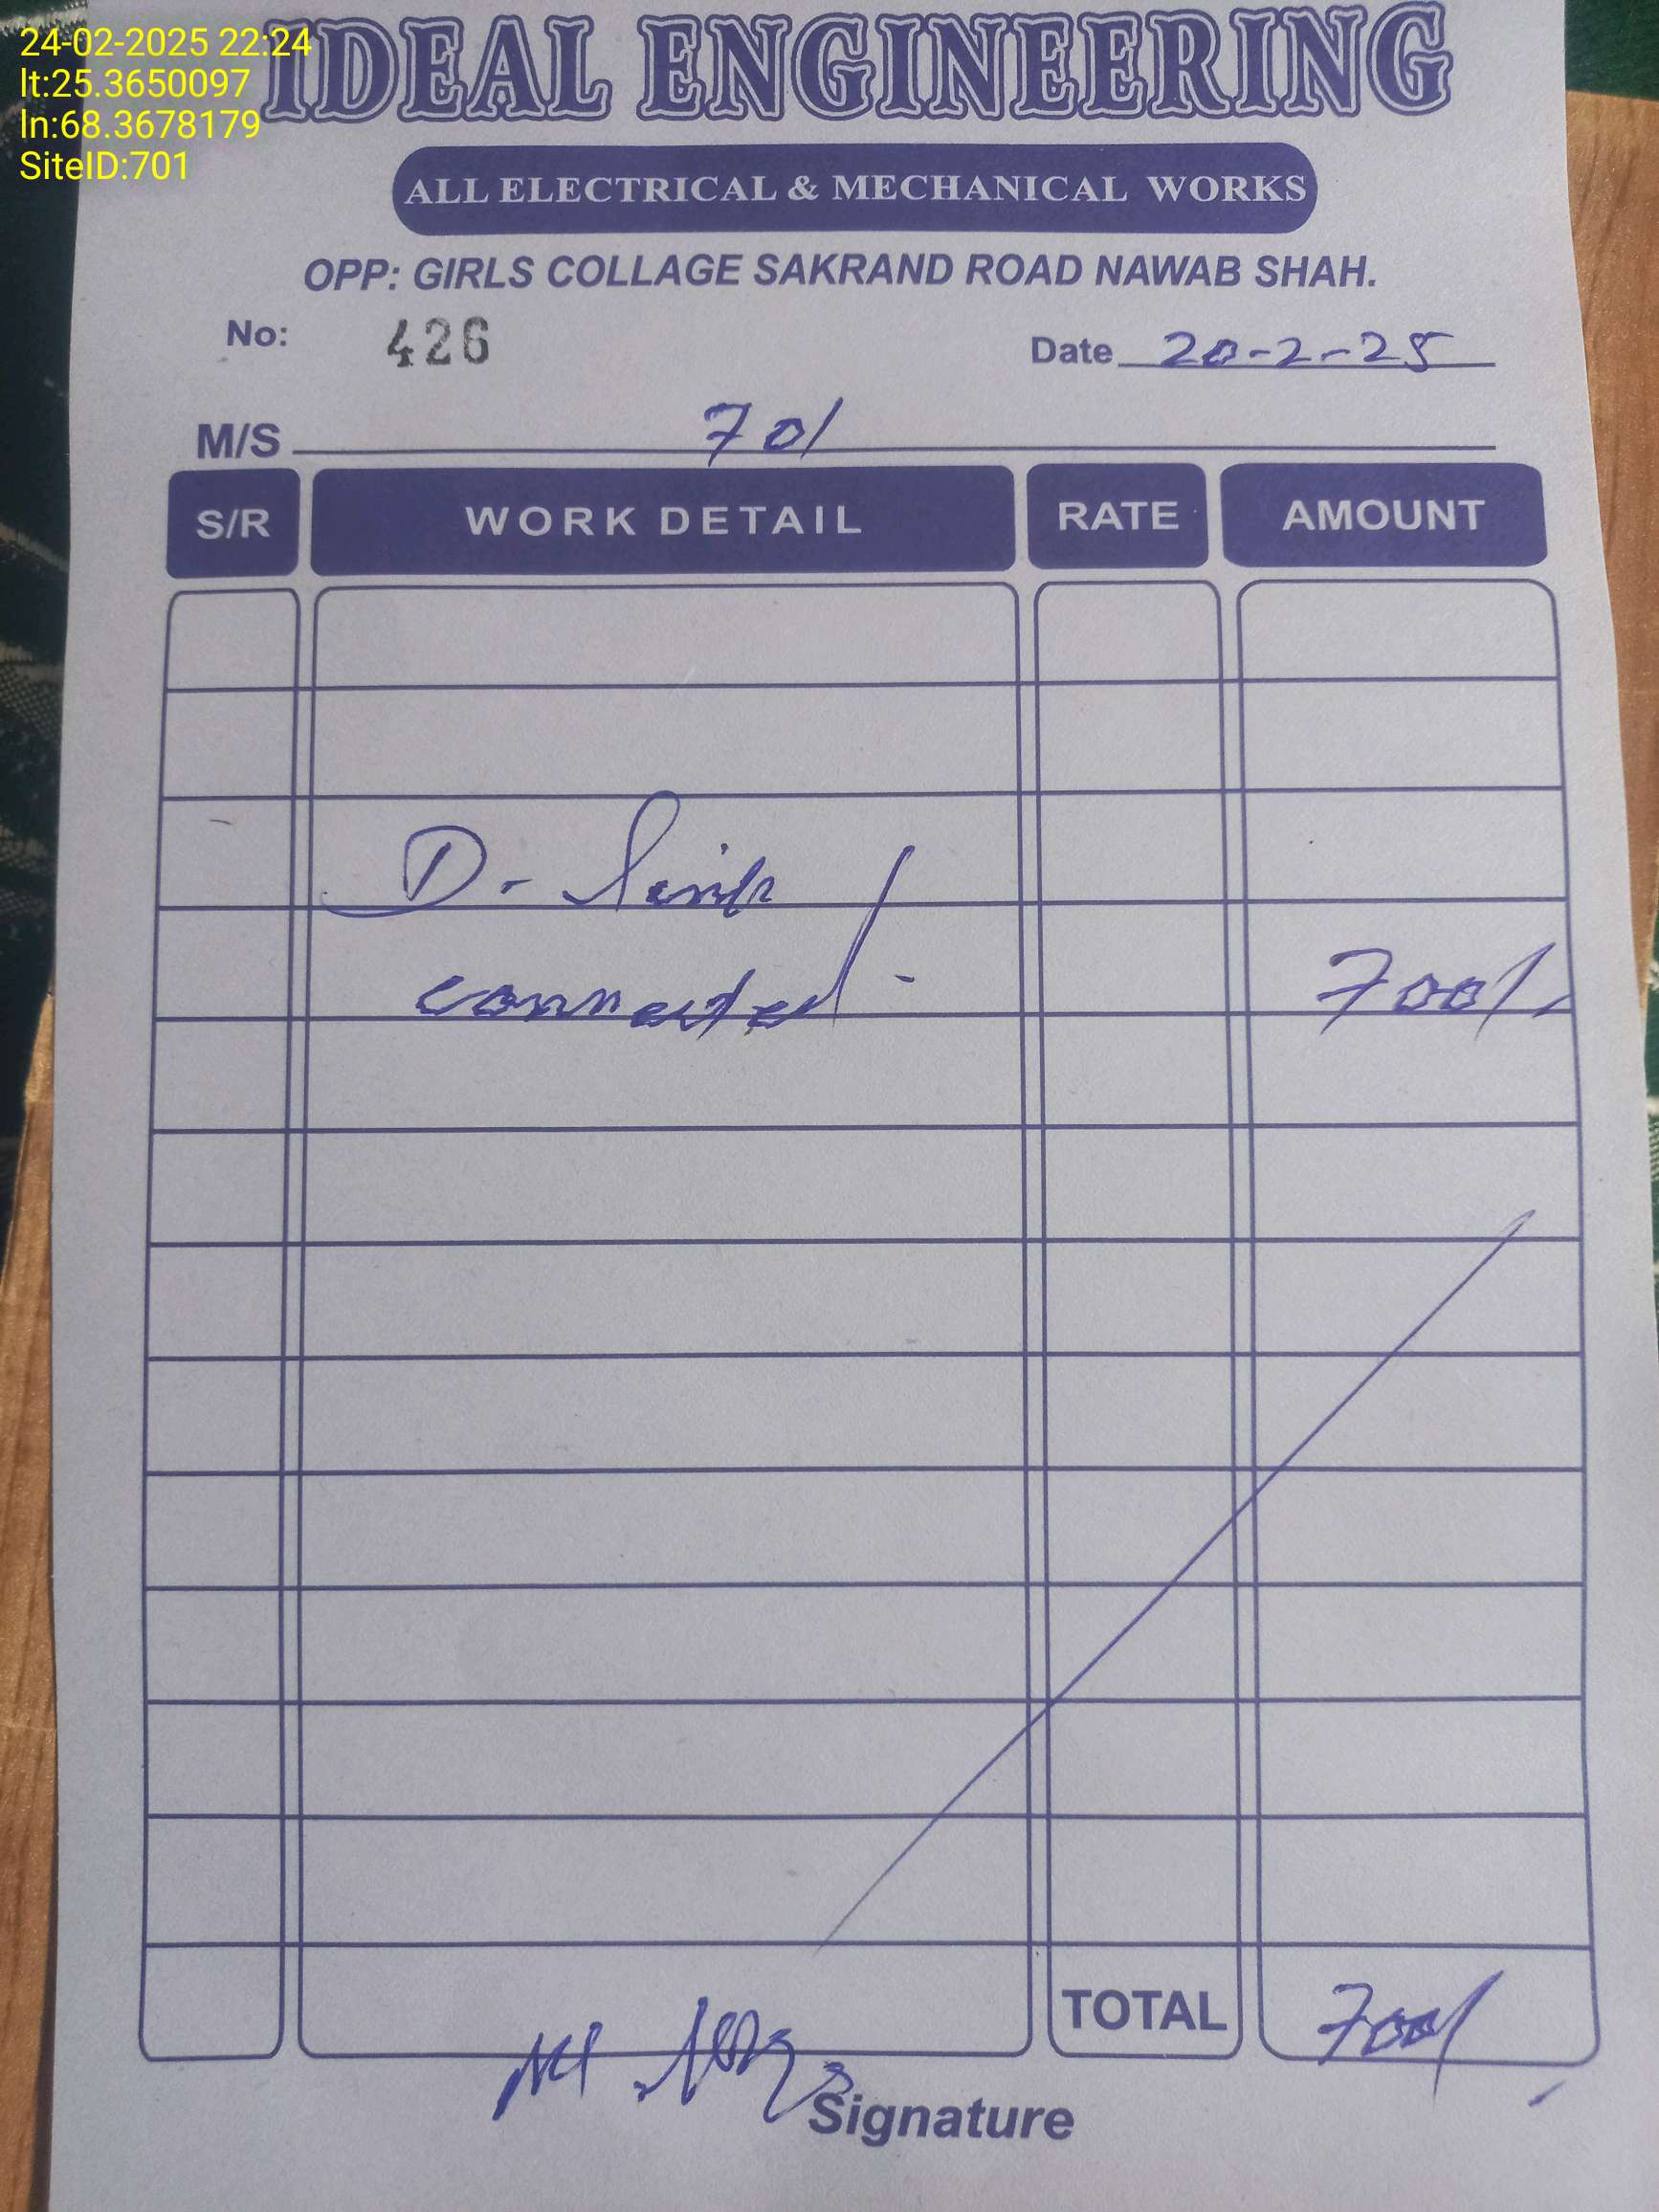 24-02-2025 22:24
lt:25.3650097
ln:68.3678179
SiteID:701
IDEAL ENGINEERING
ALL ELECTRICAL & MECHANICAL WORKS
OPP: GIRLS COLLAGE SAKRAND ROAD NAWAB SHAH.
No: 426 Date 20-2-25
M/S 701
S/R WORK DETAIL RATE AMOUNT
D-
connected - 700/-
TOTAL 700/-
Signature